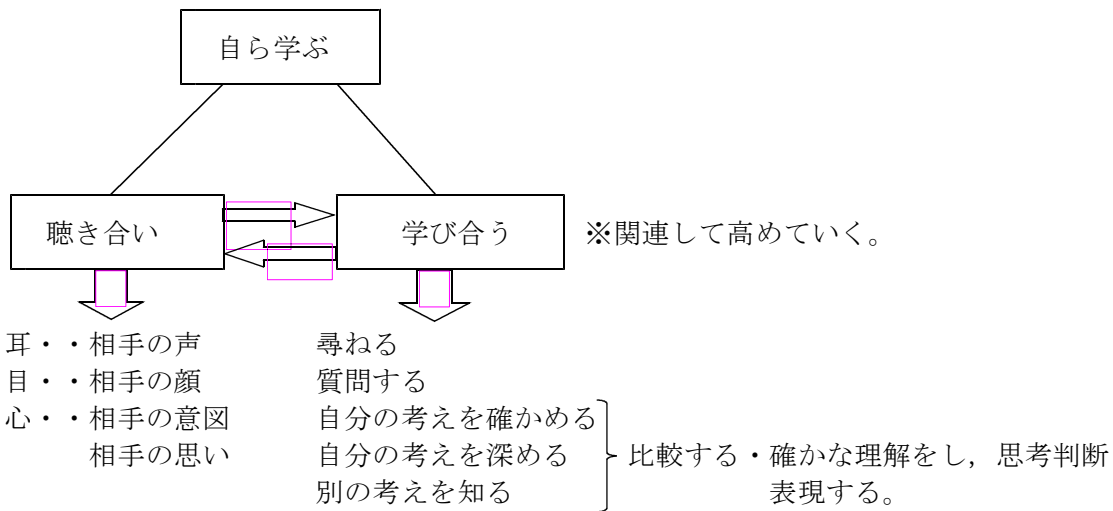 自ら学ぶ
聴き合い
学び合う
※関連して高めていく。
耳・・相手の声
目・・相手の顔
心・・相手の意図
相手の思い
尋ねる
質問する
自分の考えを確かめる
自分の考えを深める
別の考えを知る
比較する・確かな理解をし，思考判断
表現する。